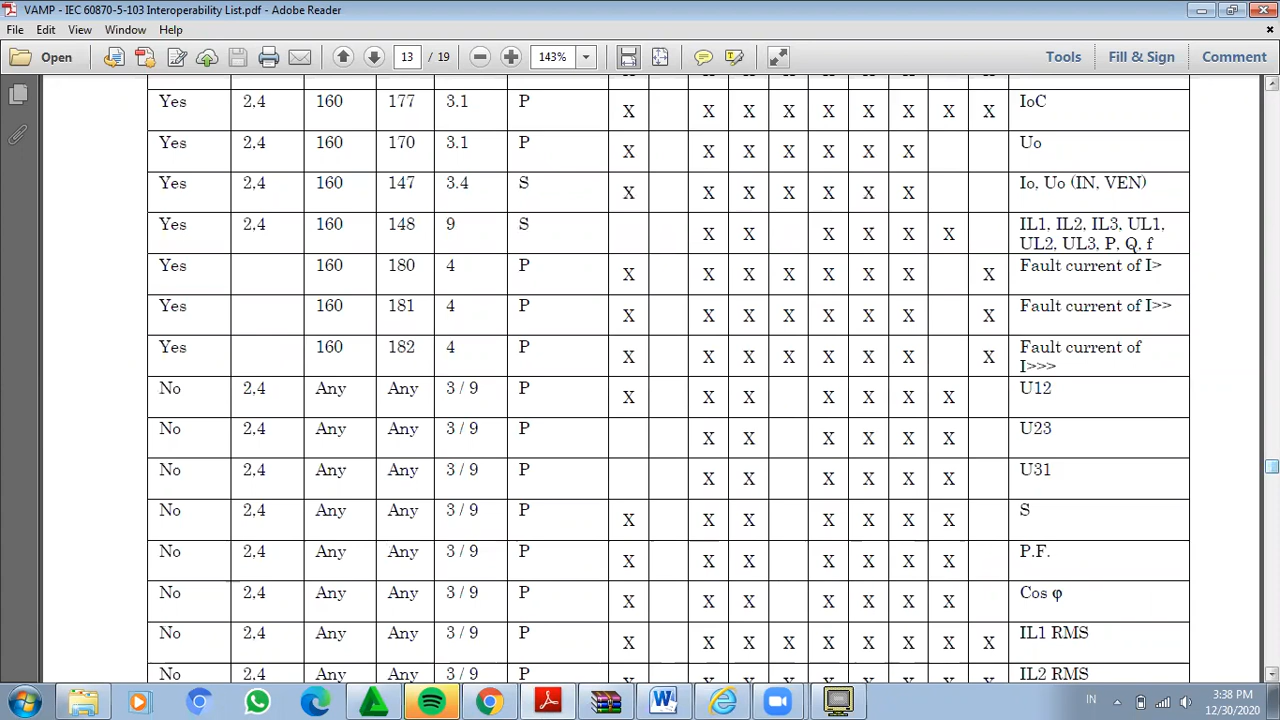 VAMP - IEC 60870-5-103 Interoperability List.pdf - Adobe Reader
File Edit View Window Help
Open 13 / 19 143% Tools Fill & Sign Comment
Yes 2,4 160 177 3.1 P X X X X X X X X X IoC
Yes 2,4 160 170 3.1 P X X X X X X X Uo
Yes 2,4 160 147 3.4 S X X X X X X X Io, Uo (IN, VEN)
Yes 2,4 160 148 9 S X X X X X X IL1, IL2, IL3, UL1,
UL2, UL3, P, Q, f
Yes 160 180 4 P X X X X X X X X Fault current of I>
Yes 160 181 4 P X X X X X X X X Fault current of I>>
Yes 160 182 4 P X X X X X X X X Fault current of
I>>>
No 2,4 Any Any 3 / 9 P X X X X X X X U12
No 2,4 Any Any 3 / 9 P X X X X X X U23
No 2,4 Any Any 3 / 9 P X X X X X X U31
No 2,4 Any Any 3 / 9 P X X X X X X X S
No 2,4 Any Any 3 / 9 P X X X X X X X P.F.
No 2,4 Any Any 3 / 9 P X X X X X X X Cos φ
No 2,4 Any Any 3 / 9 P X X X X X X X X X IL1 RMS
No 2,4 Any Any 3 / 9 P X X X X X X X X X IL2 RMS
IN 3:38 PM
12/30/2020